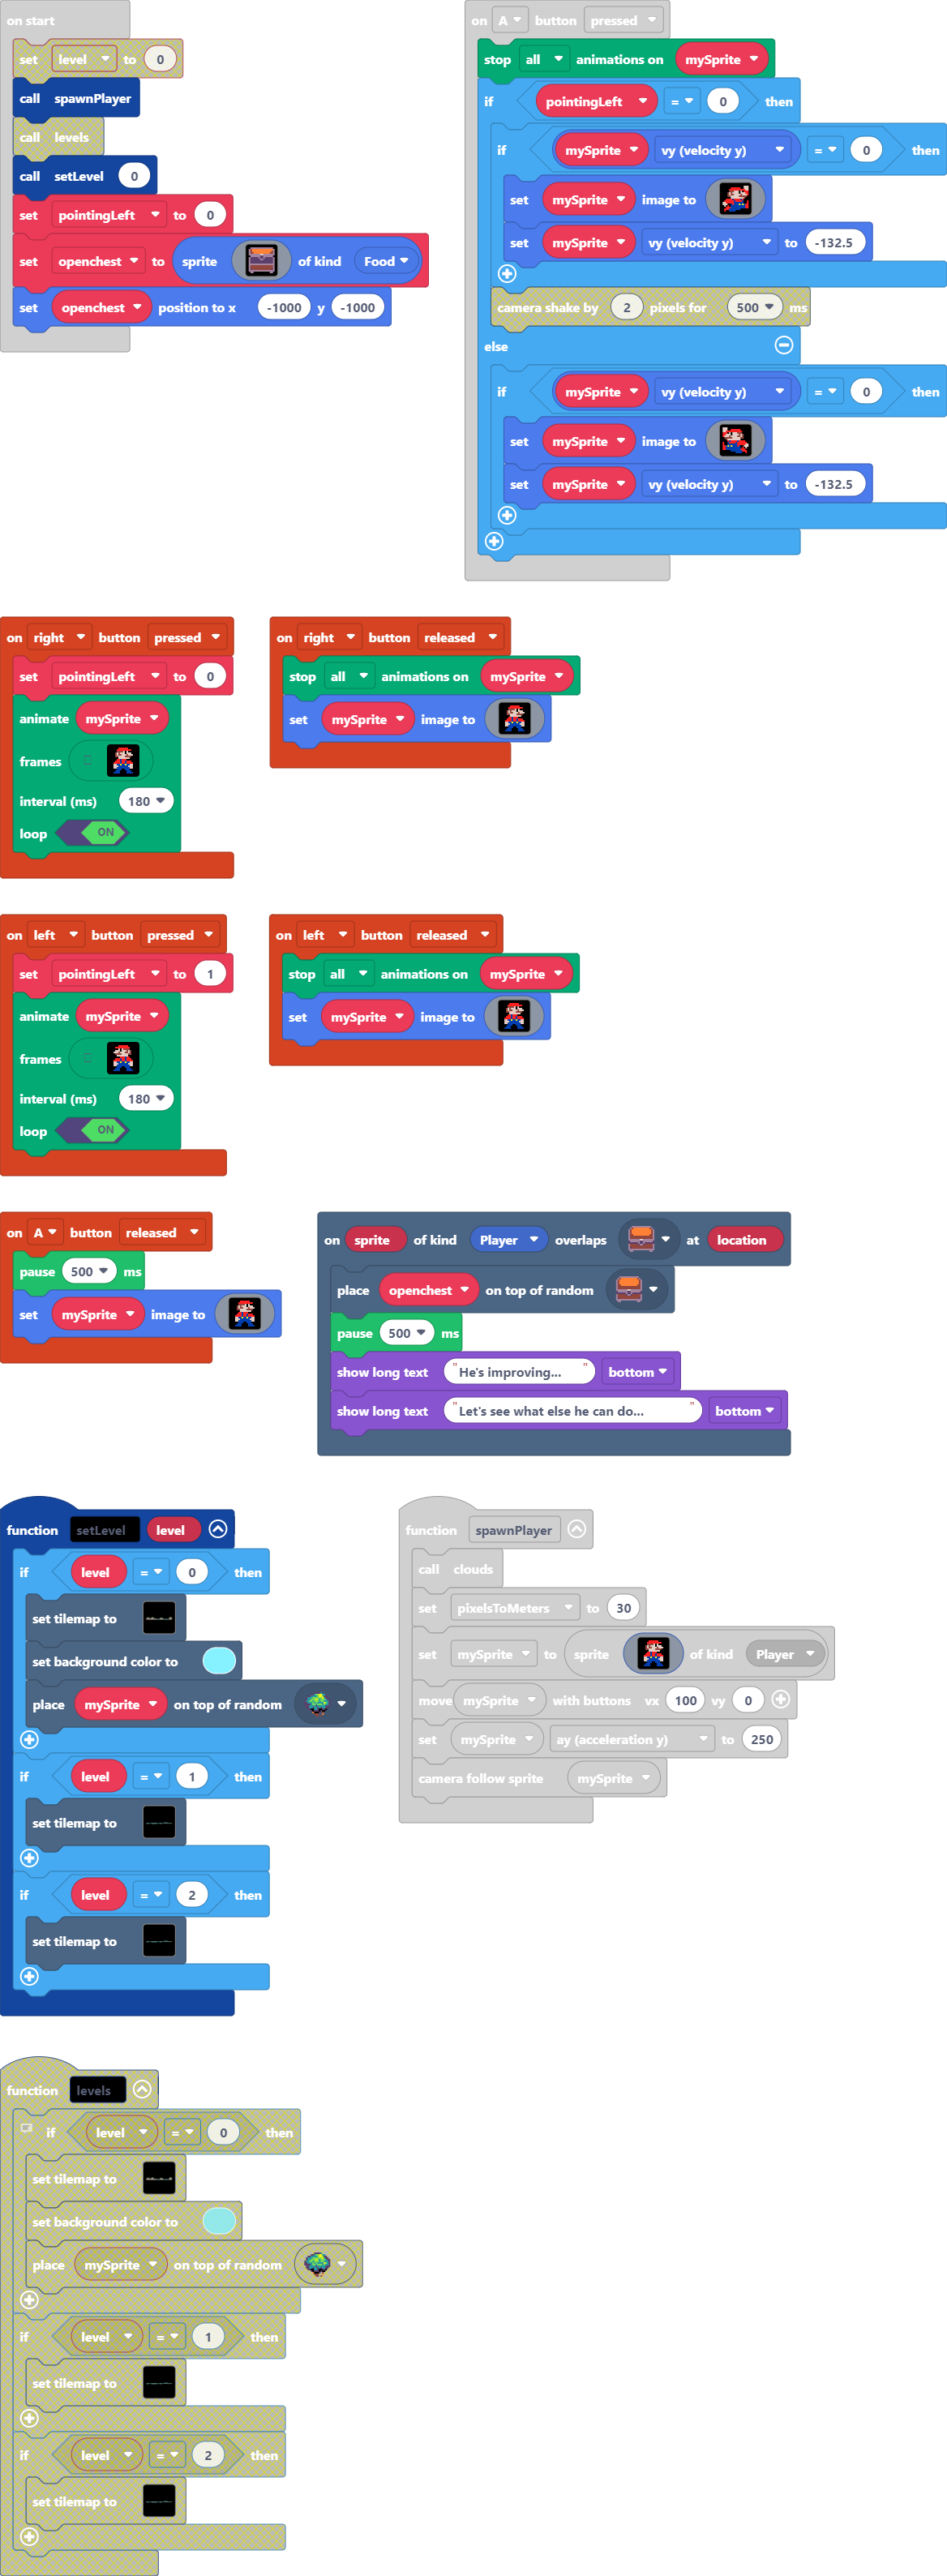 on start
set level to 0
call spawnPlayer
call levels
call setLevel 0
set pointingLeft to 0
set openchest to sprite of kind Food
set openchest position to x -1000 y -1000
on A button pressed
stop all animations on mySprite
if pointingLeft = 0 then
if mySprite vy (velocity y) = 0 then
set mySprite image to
set mySprite vy (velocity y) to -132.5
camera shake by 2 pixels for 500 ms
else
if mySprite vy (velocity y) = 0 then
set mySprite image to
set mySprite vy (velocity y) to -132.5
on right button pressed
set pointingLeft to 0
animate mySprite
frames
interval (ms) 180
loop ON
on right button released
stop all animations on mySprite
set mySprite image to
on left button pressed
set pointingLeft to 1
animate mySprite
frames
interval (ms) 180
loop ON
on left button released
stop all animations on mySprite
set mySprite image to
on A button released
pause 500 ms
set mySprite image to
on sprite of kind Player overlaps at location
place openchest on top of random
pause 500 ms
show long text "He's improving... " bottom
show long text "Let's see what else he can do... " bottom
function setLevel level
if level = 0 then
set tilemap to
set background color to
place mySprite on top of random
if level = 1 then
set tilemap to
if level = 2 then
set tilemap to
function spawnPlayer
call clouds
set pixelsToMeters to 30
set mySprite to sprite of kind Player
move mySprite with buttons vx 100 vy 0
set mySprite ay (acceleration y) to 250
camera follow sprite mySprite
function levels
if level = 0 then
set tilemap to
set background color to
place mySprite on top of random
if level = 1 then
set tilemap to
if level = 2 then
set tilemap to